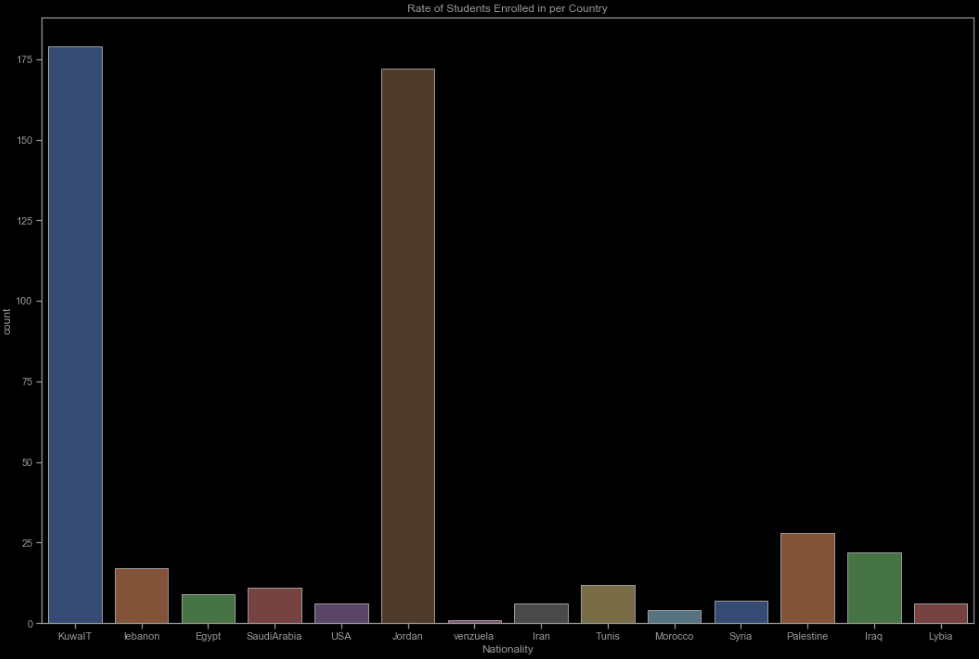 Rate of Students Enrolled in per Country
175
150
125
100
75
50
25
0
count
KuwaIT lebanon Egypt SaudiArabia USA Jordan venzuela Iran Tunis Morocco Syria Palestine Iraq Lybia
Nationality